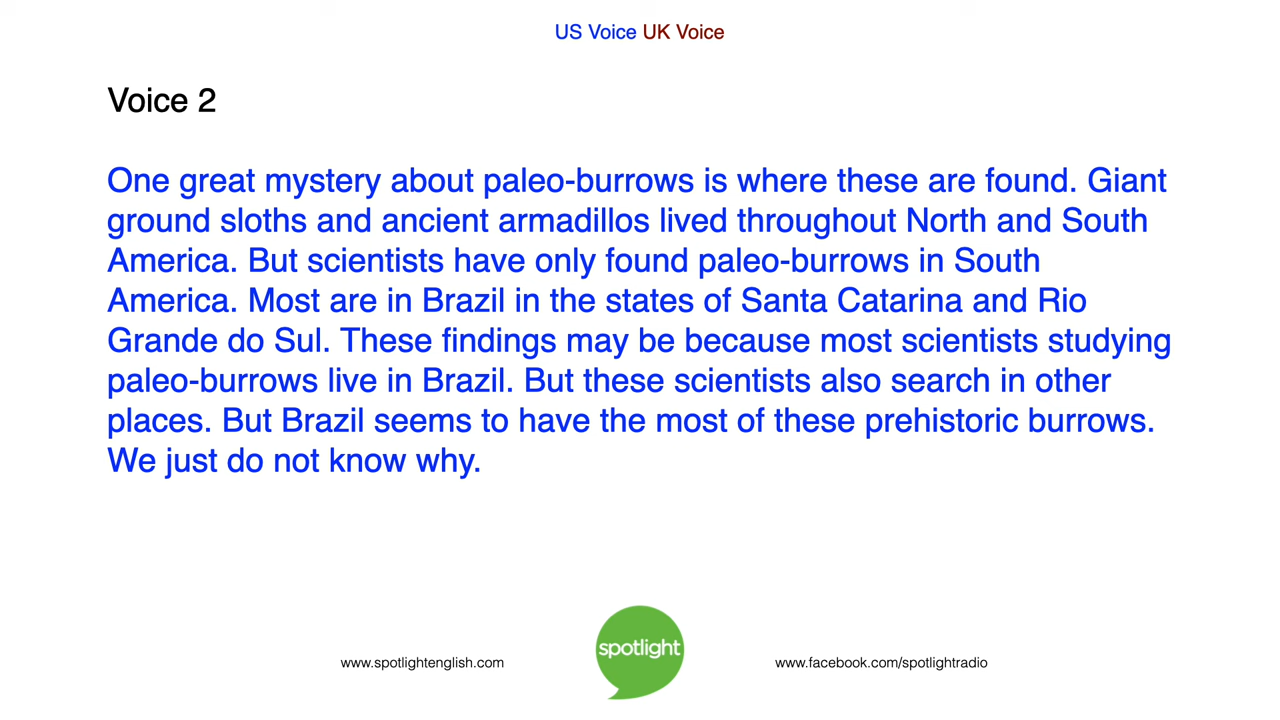 US Voice UK Voice
Voice 2
One great mystery about paleo-burrows is where these are found. Giant
ground sloths and ancient armadillos lived throughout North and South
America. But scientists have only found paleo-burrows in South
America. Most are in Brazil in the states of Santa Catarina and Rio
Grande do Sul. These findings may be because most scientists studying
paleo-burrows live in Brazil. But these scientists also search in other
places. But Brazil seems to have the most of these prehistoric burrows.
We just do not know why.
spotlight
www.spotlightenglish.com
www.facebook.com/spotlightradio